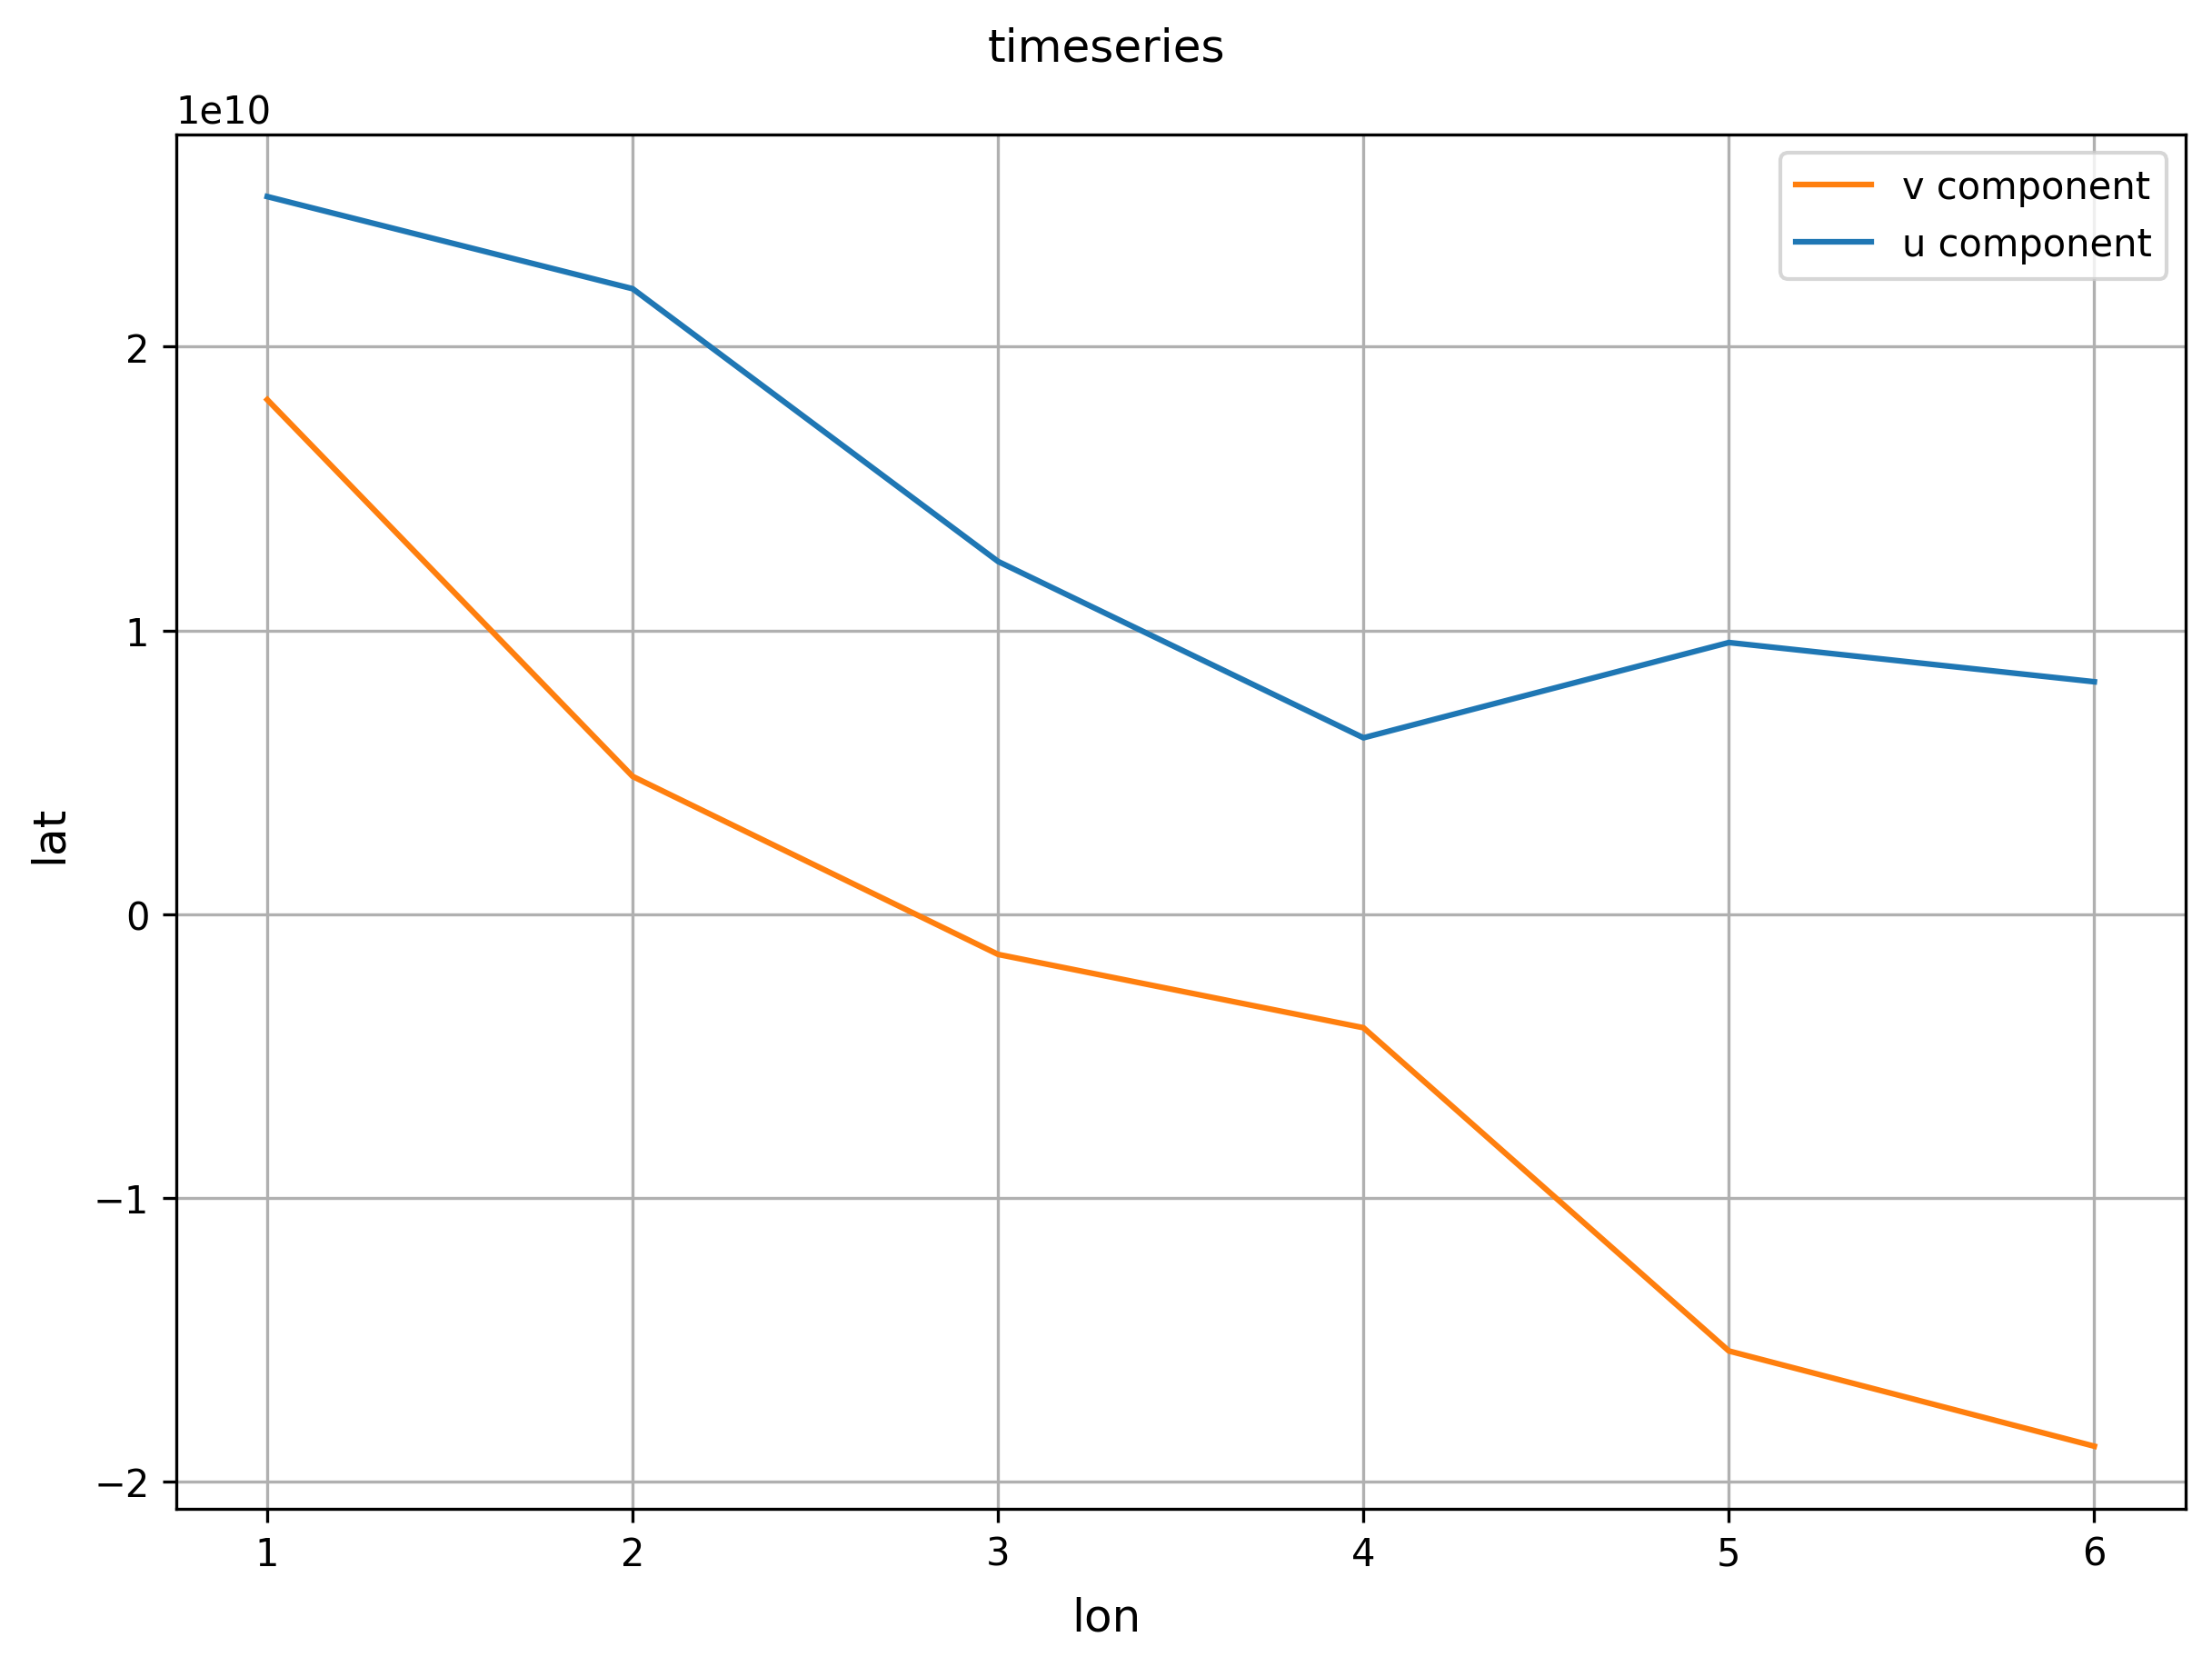 timeseries
1e10
v component
u component
2
1
0
−1
−2
lat
1 2 3 4 5 6
lon